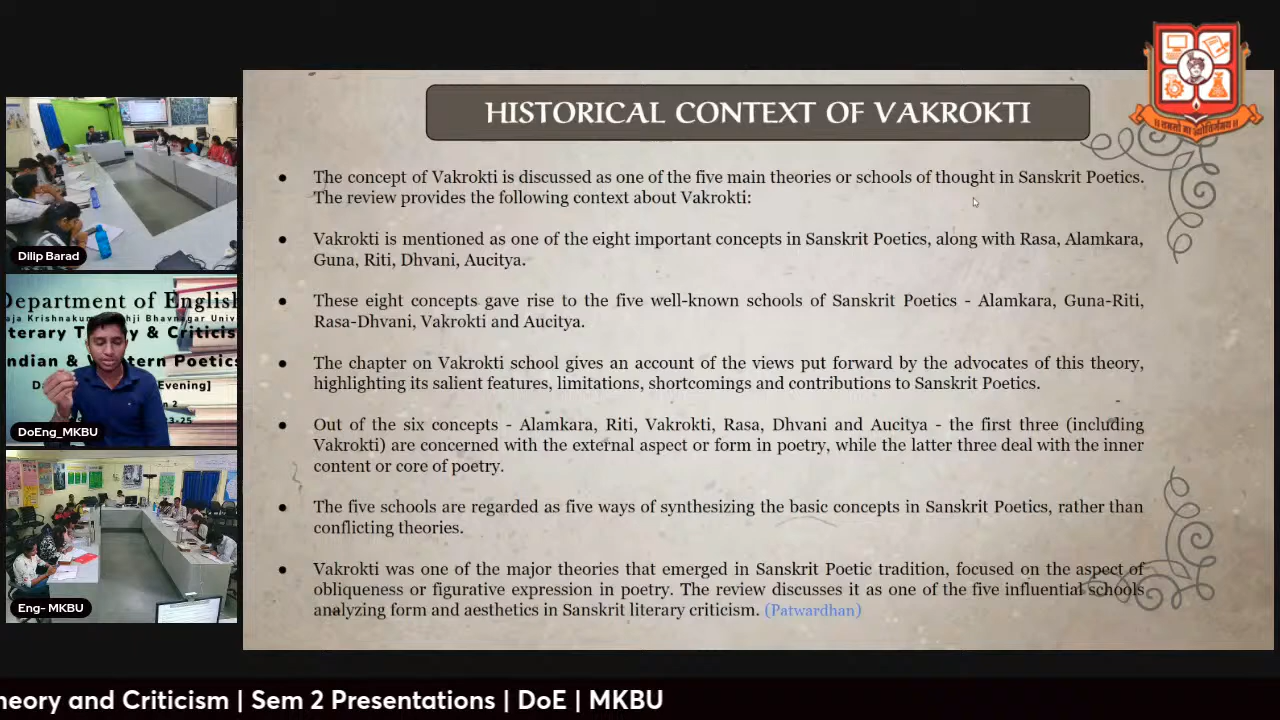 HISTORICAL CONTEXT OF VAKROKTI
● The concept of Vakrokti is discussed as one of the five main theories or schools of thought in Sanskrit Poetics.
The review provides the following context about Vakrokti:
● Vakrokti is mentioned as one of the eight important concepts in Sanskrit Poetics, along with Rasa, Alamkara,
Guna, Riti, Dhvani, Aucitya.
● These eight concepts gave rise to the five well-known schools of Sanskrit Poetics - Alamkara, Guna-Riti,
Rasa-Dhvani, Vakrokti and Aucitya.
● The chapter on Vakrokti school gives an account of the views put forward by the advocates of this theory,
highlighting its salient features, limitations, shortcomings and contributions to Sanskrit Poetics.
● Out of the six concepts - Alamkara, Riti, Vakrokti, Rasa, Dhvani and Aucitya - the first three (including
Vakrokti) are concerned with the external aspect or form in poetry, while the latter three deal with the inner
content or core of poetry.
● The five schools are regarded as five ways of synthesizing the basic concepts in Sanskrit Poetics, rather than
conflicting theories.
● Vakrokti was one of the major theories that emerged in Sanskrit Poetic tradition, focused on the aspect of
obliqueness or figurative expression in poetry. The review discusses it as one of the five influential schools
analyzing form and aesthetics in Sanskrit literary criticism. (Patwardhan)
Dilip Barad
Department of English
Bhavnagar
Evening]
DoEng_MKBU
Eng- MKBU
heory and Criticism | Sem 2 Presentations | DoE | MKBU